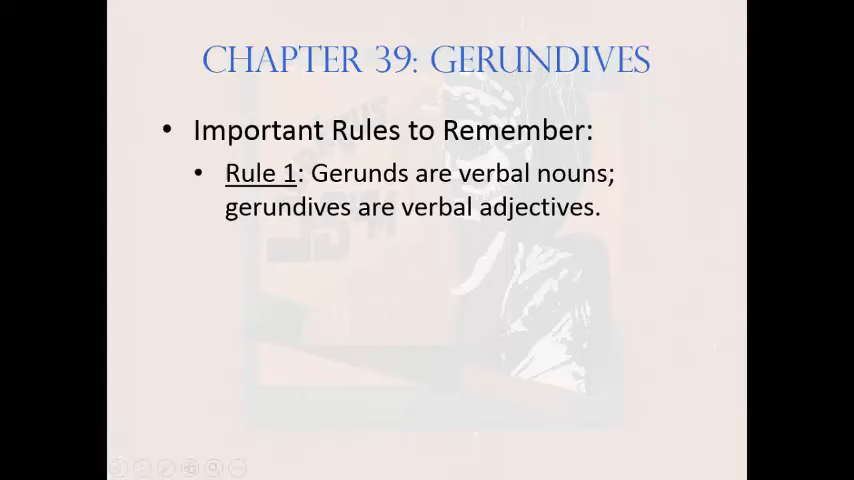 CHAPTER 39: GERUNDIVES
• Important Rules to Remember:
• Rule 1: Gerunds are verbal nouns;
gerundives are verbal adjectives.